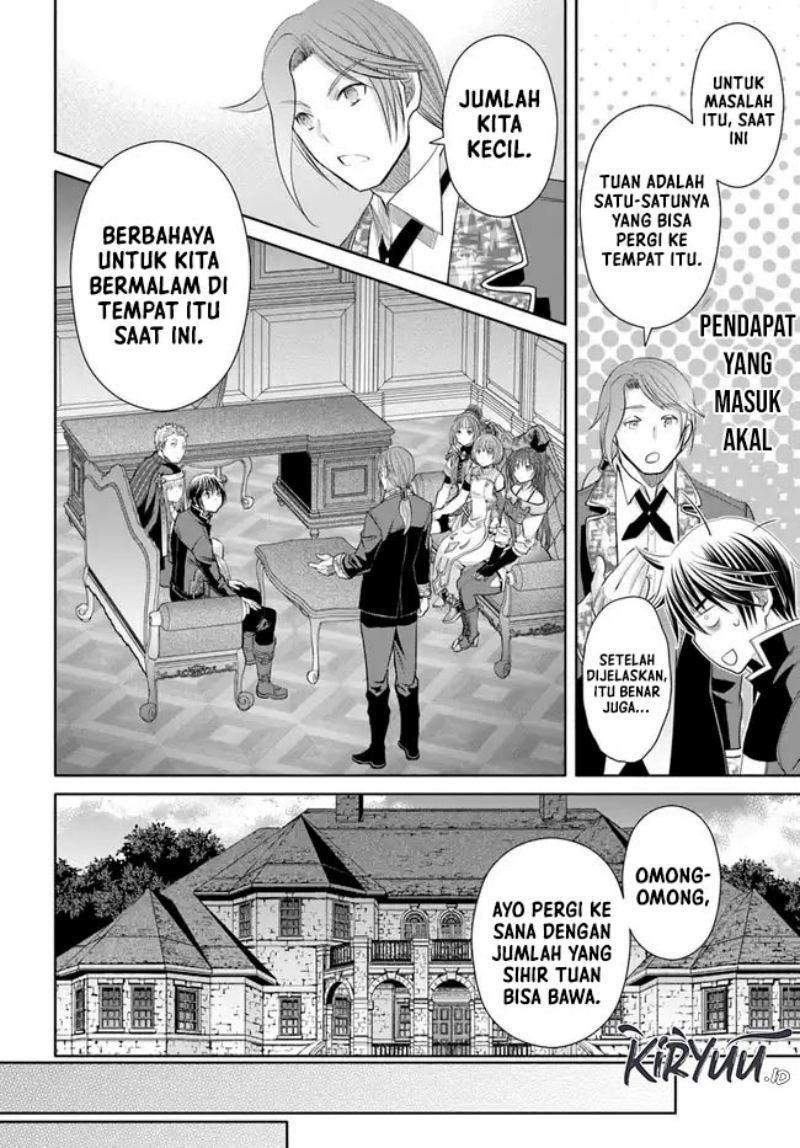 UNTUK
MASALAH
ITU, SAAT
INI
TUAN ADALAH
SATU-SATUNYA
YANG BISA
PERGI KE
TEMPAT ITU.
PENDAPAT
YANG
MASUK
AKAL
SETELAH
DIJELASKAN,
ITU BENAR
JUGA...
JUMLAH
KITA
KECIL.
BERBAHAYA
UNTUK KITA
BERMALAM DI
TEMPAT ITU
SAAT INI.
OMONG-
OMONG,
AYO PERGI KE
SANA DENGAN
JUMLAH YANG
SIHIR TUAN
BISA BAWA.
KIRYUU.ID